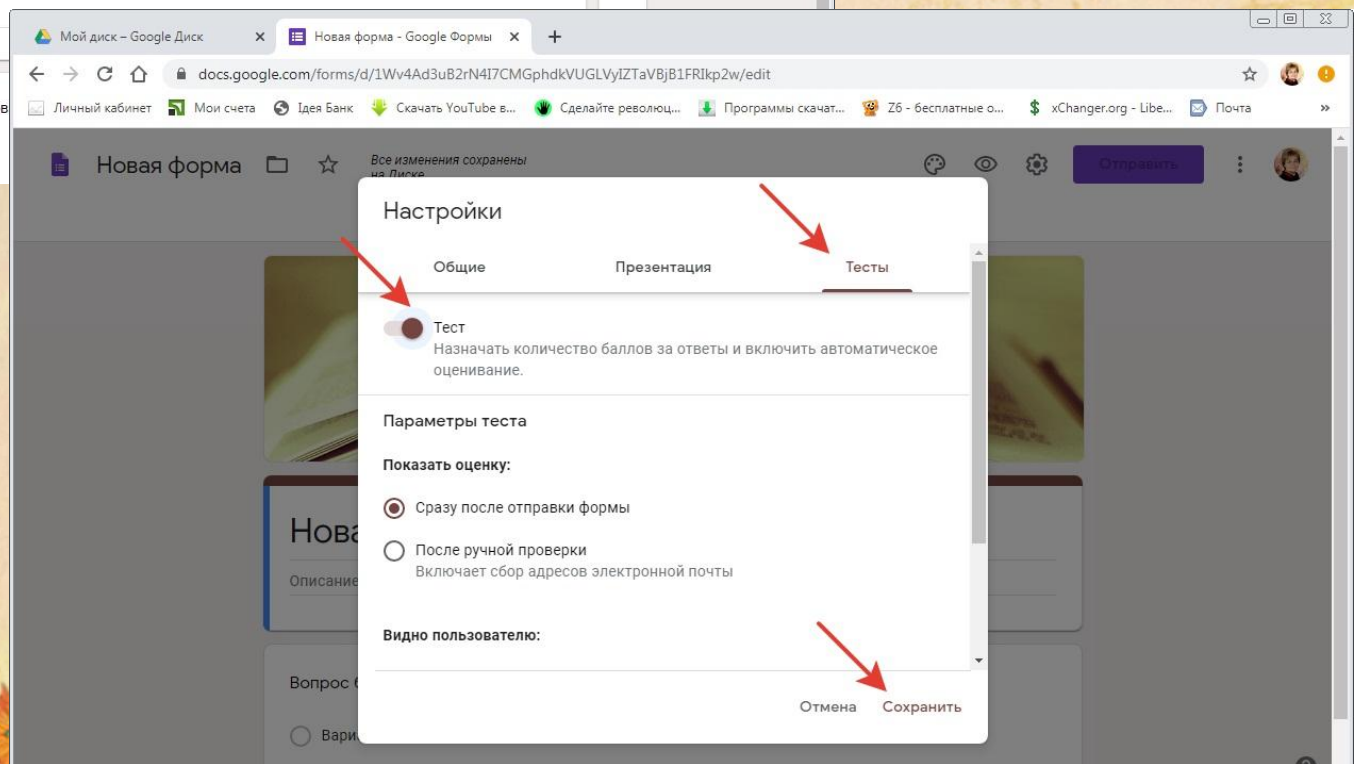 Мой диск – Google Диск
Новая форма - Google Формы
docs.google.com/forms/d/1Wv4Ad3uB2rN4I7CMGphdkVUGLVyIZTaVBjB1FRIkp2w/edit
Личный кабинет Мои счета Ідея Банк Скачать YouTube в... Сделайте революц... Программы скачат... Z6 - бесплатные о... xChanger.org - Libe... Почта »
Новая форма
Все изменения сохранены
на Диске
Отправить
Настройки
Общие Презентация Тесты
Тест
Назначать количество баллов за ответы и включить автоматическое
оценивание.
Параметры теста
Показать оценку:
Сразу после отправки формы
После ручной проверки
Включает сбор адресов электронной почты
Видно пользователю:
Отмена Сохранить
Нова
Описание
Вопрос
Вари